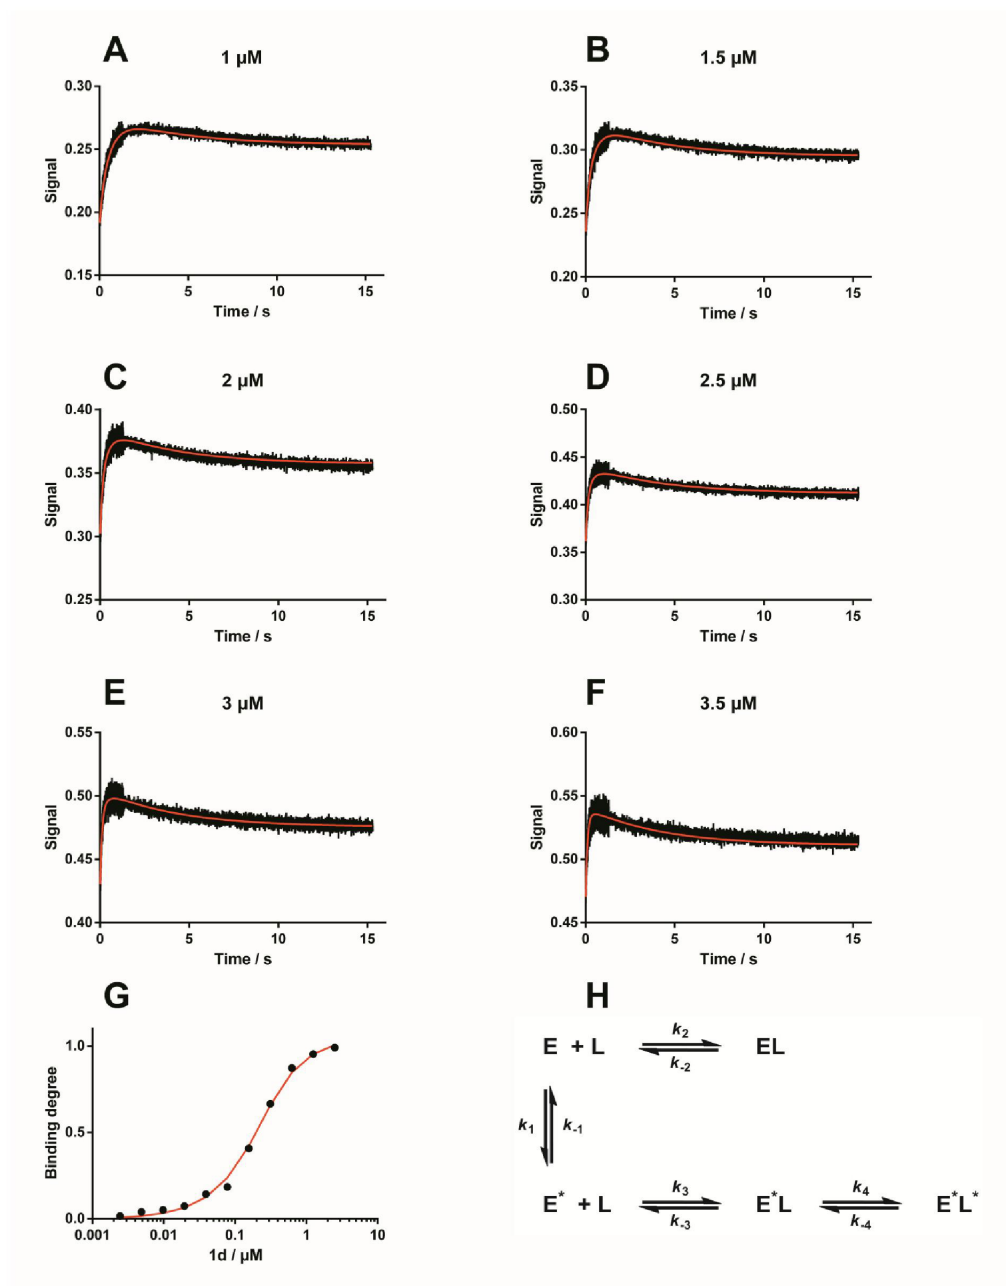 A
1 µM
0.30
0.25
0.20
0.15
Signal
0 5 10 15
Time / s
B
1.5 µM
0.35
0.30
0.25
0.20
Signal
0 5 10 15
Time / s
C
2 µM
0.40
0.35
0.30
0.25
Signal
0 5 10 15
Time / s
D
2.5 µM
0.50
0.45
0.40
0.35
0.30
Signal
0 5 10 15
Time / s
E
3 µM
0.55
0.50
0.45
0.40
Signal
0 5 10 15
Time / s
F
3.5 µM
0.60
0.55
0.50
0.45
Signal
0 5 10 15
Time / s
G
1.0
0.5
0.0
Binding degree
0.001 0.01 0.1 1 10
1d / µM
H
k2
E + L EL
k-2
k1 k-1
k3 k4
E* + L E*L E*L*
k-3 k-4